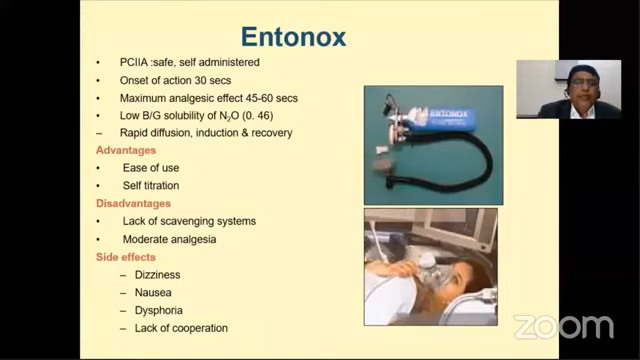 Entonox
• PCIIA :safe, self administered
• Onset of action 30 secs
• Maximum analgesic effect 45-60 secs
• Low B/G solubility of N2O (0. 46)
– Rapid diffusion, induction & recovery
Advantages
• Ease of use
• Self titration
Disadvantages
• Lack of scavenging systems
• Moderate analgesia
Side effects
– Dizziness
– Nausea
– Dysphoria
– Lack of cooperation
ENTONOX
zoom